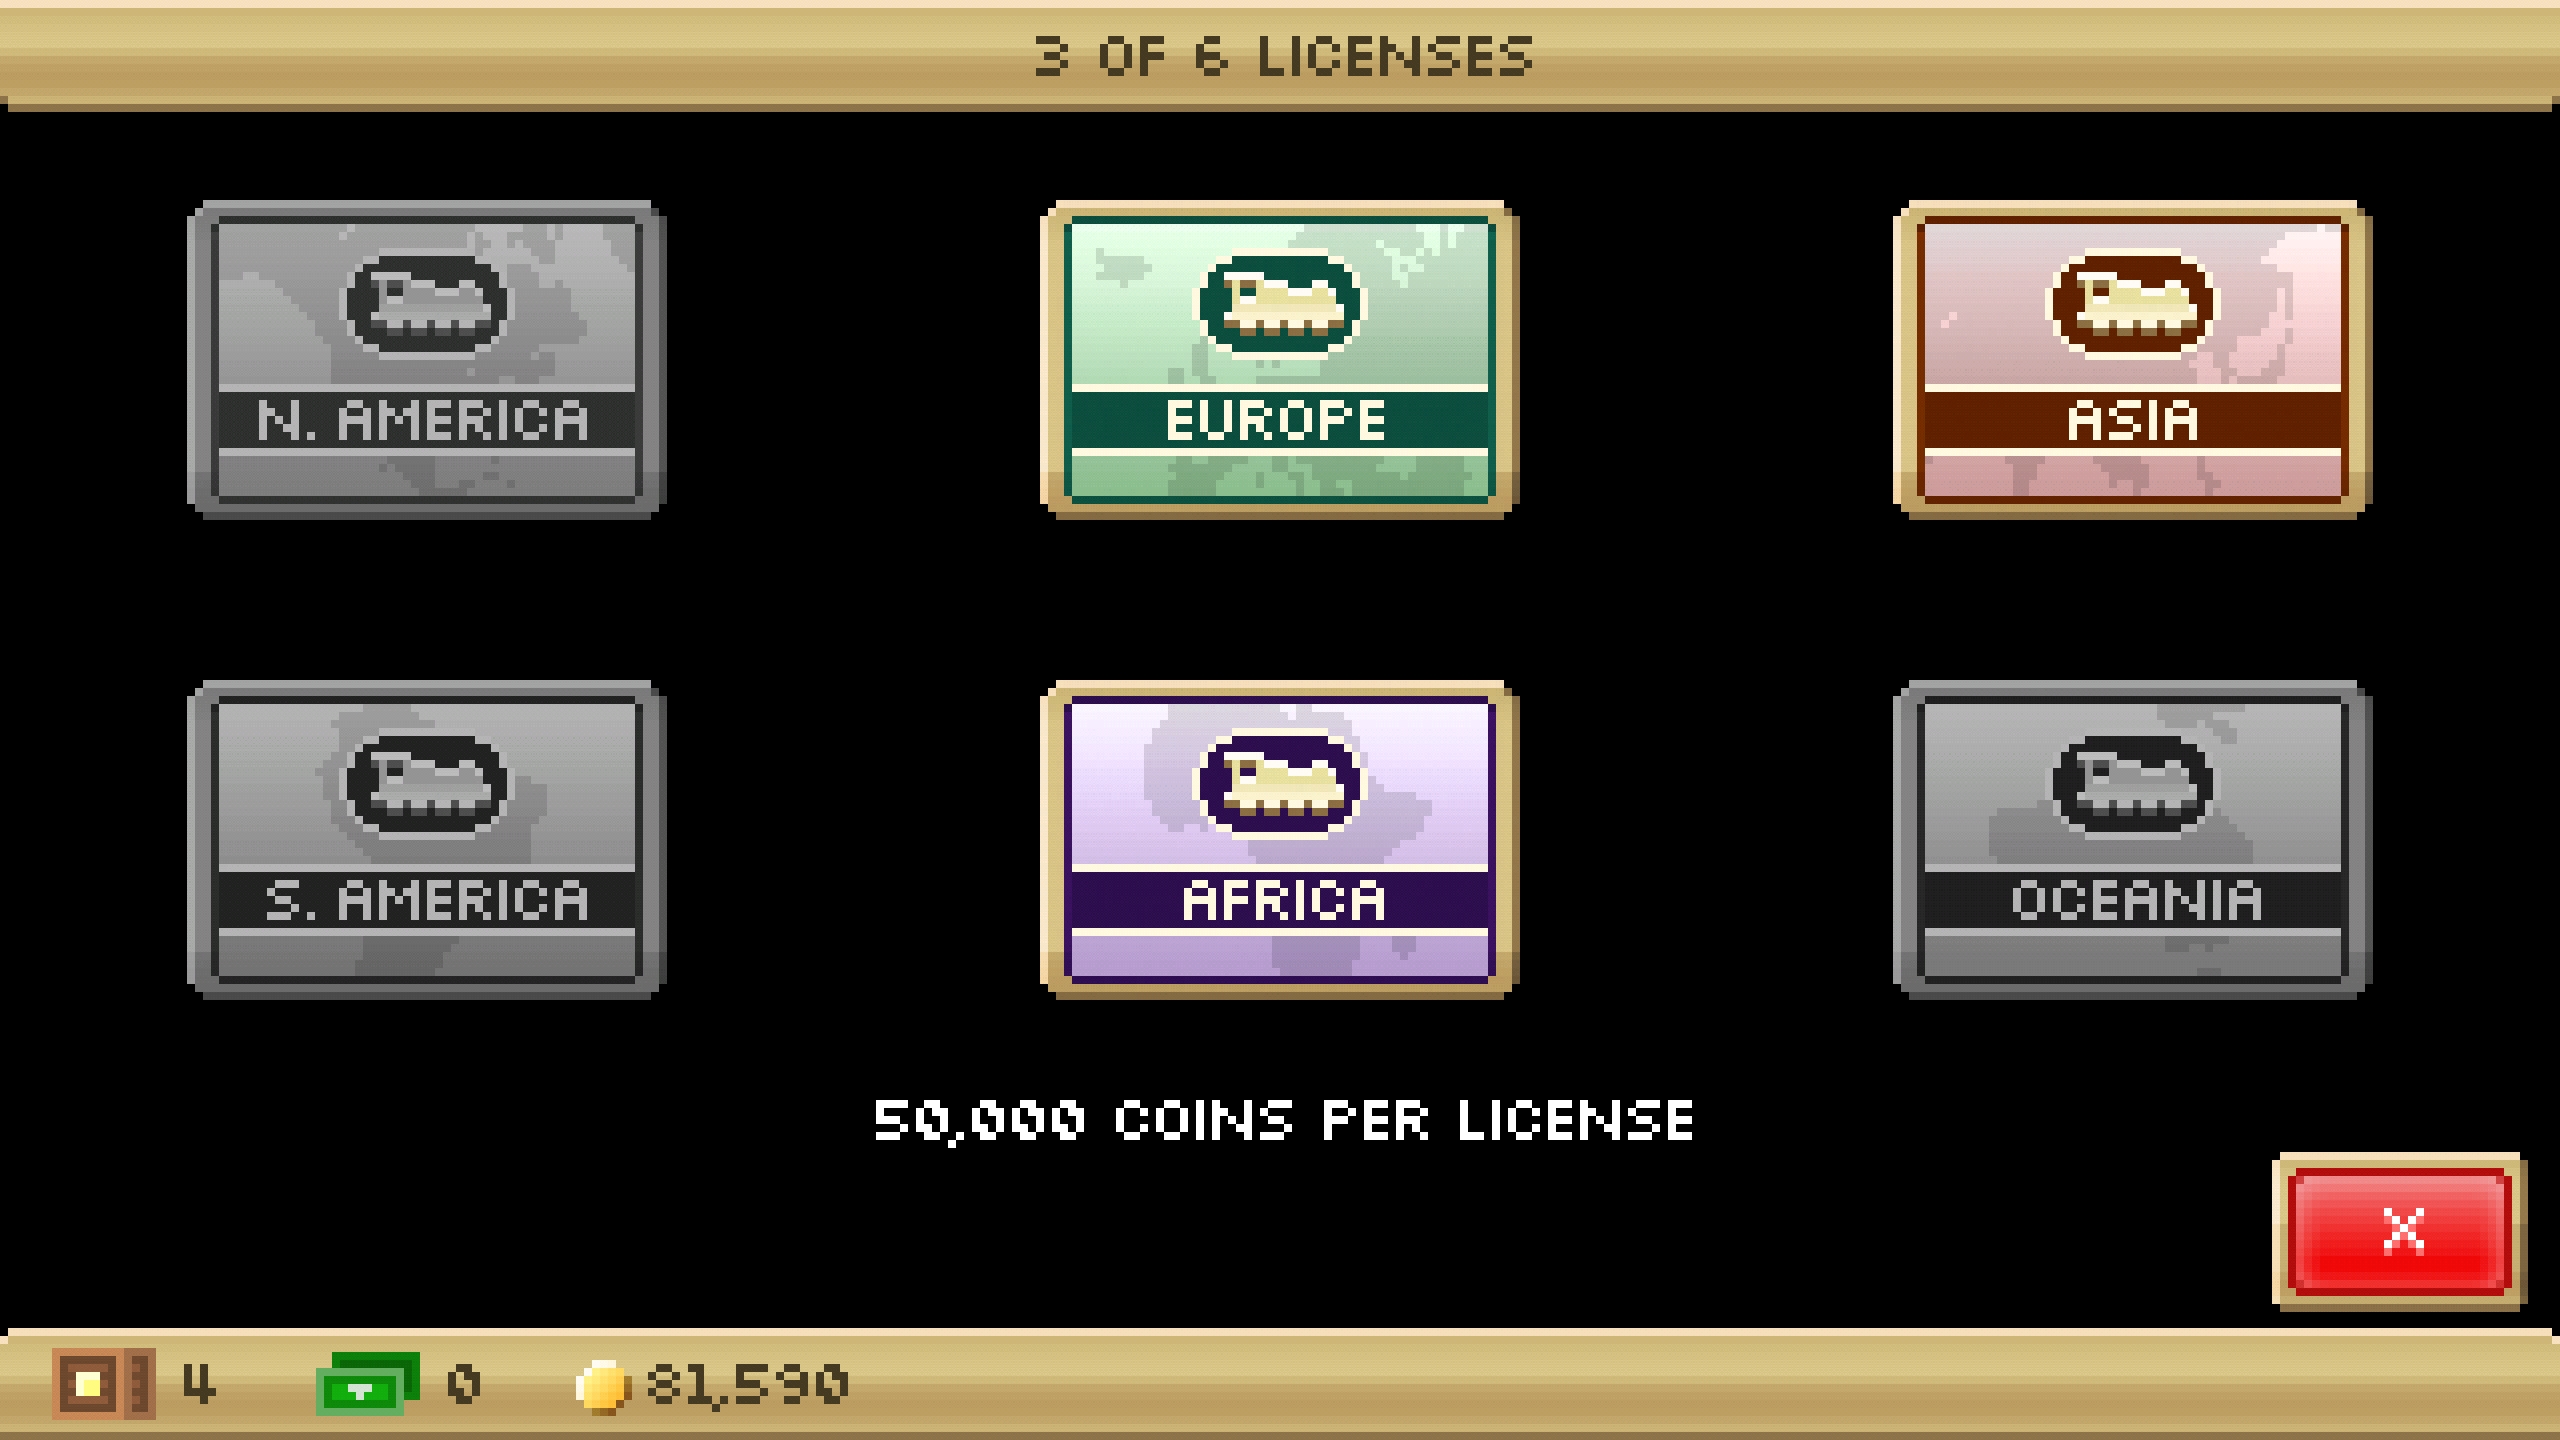 3 OF 6 LICENSES
N. AMERICA
EUROPE
ASIA
S. AMERICA
AFRICA
OCEANIA
50,000 COINS PER LICENSE
X
4 0 81,590